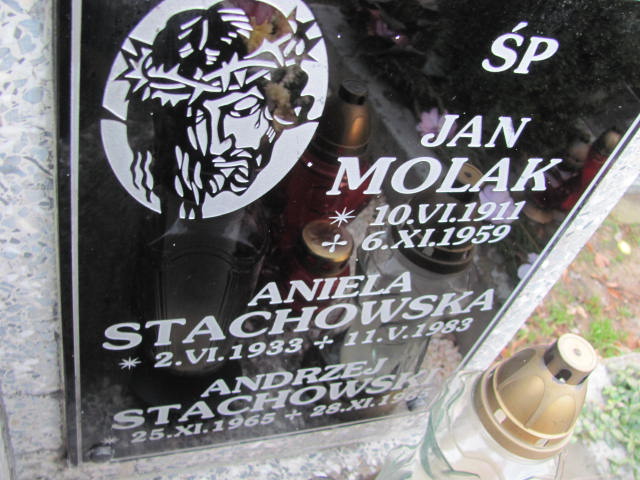 ŚP
JAN
MOLAK
* 10.VI.1911
+ 6.XI.1959
ANIELA
STACHOWSKA
* 2.VI.1933 + 11.V.1983
ANDRZEJ
STACHOWSKI
25.XI.1965 + 28.XI.